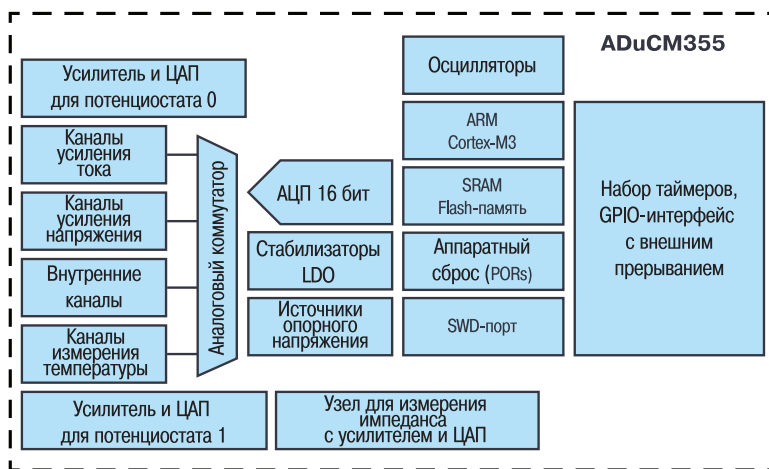 ADuCM355
Усилитель и ЦАП
для потенциостата 0
Каналы
усиления
тока
Каналы
усиления
напряжения
Внутренние
каналы
Каналы
измерения
температуры
Аналоговый коммутатор
АЦП 16 бит
Стабилизаторы
LDO
Источники
опорного
напряжения
Осцилляторы
ARM
Cortex-M3
SRAM
Flash-память
Аппаратный
сброс (PORs)
SWD-порт
Набор таймеров,
GPIO-интерфейс
с внешним
прерыванием
Усилитель и ЦАП
для потенциостата 1
Узел для измерения
импеданса
с усилителем и ЦАП